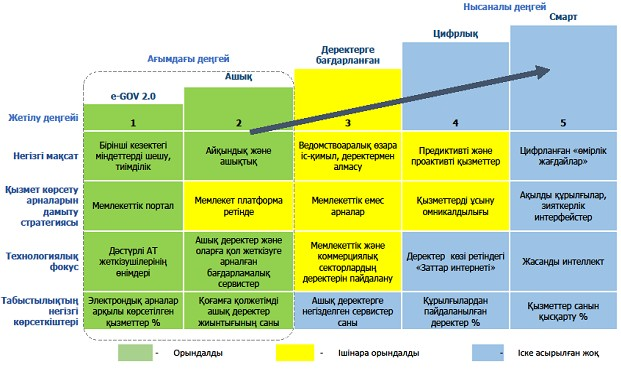 Нысаналы деңгей
Смарт
Цифрлық
Деректерге
бағдарланған
Ағымдағы деңгей
Ашық
e-GOV 2.0
Жетілу деңгейі
1
2
3
4
5
Негізгі мақсат
Бірінші кезектегі
міндеттерді шешу,
тиімділік
Айқындық және
ашықтық
Ведомствоаралық өзара
іс-қимыл, деректермен
алмасу
Предиктивті және
проактивті қызметтер
Цифрланған «өмірлік
жағдайлар»
Қызмет көрсету
арналарын
дамыту
стратегиясы
Мемлекеттік портал
Мемлекет платформа
ретінде
Мемлекеттік емес
арналар
Қызметтерді ұсыну
омникалдылығы
Ақылды құрылғылар,
зияткерлік
интерфейстер
Технологиялық
фокус
Дәстүрлі АТ
жеткізушілерінің
өнімдері
Ашық деректер және
оларға қол жеткізуге
арналған
бағдарламалық
сервистер
Мемлекеттік және
коммерциялық
секторлардың
деректерін пайдалану
Деректер көзі ретіндегі
«Заттар интернеті»
Жасанды интеллект
Табыстылықтың
негізгі
көрсеткіштері
Электрондық арналар
арқылы көрсетілген
қызметтер %
Қоғамға қолжетімді
ашық деректер
жиынтығының саны
Ашық деректерге
негізделген сервистер
саны
Құрылғылардан
пайдаланылған
деректер %
Қызметтер санын
қысқарту %
- Орындалды
- Ішінара орындалды
- Іске асырылған жоқ